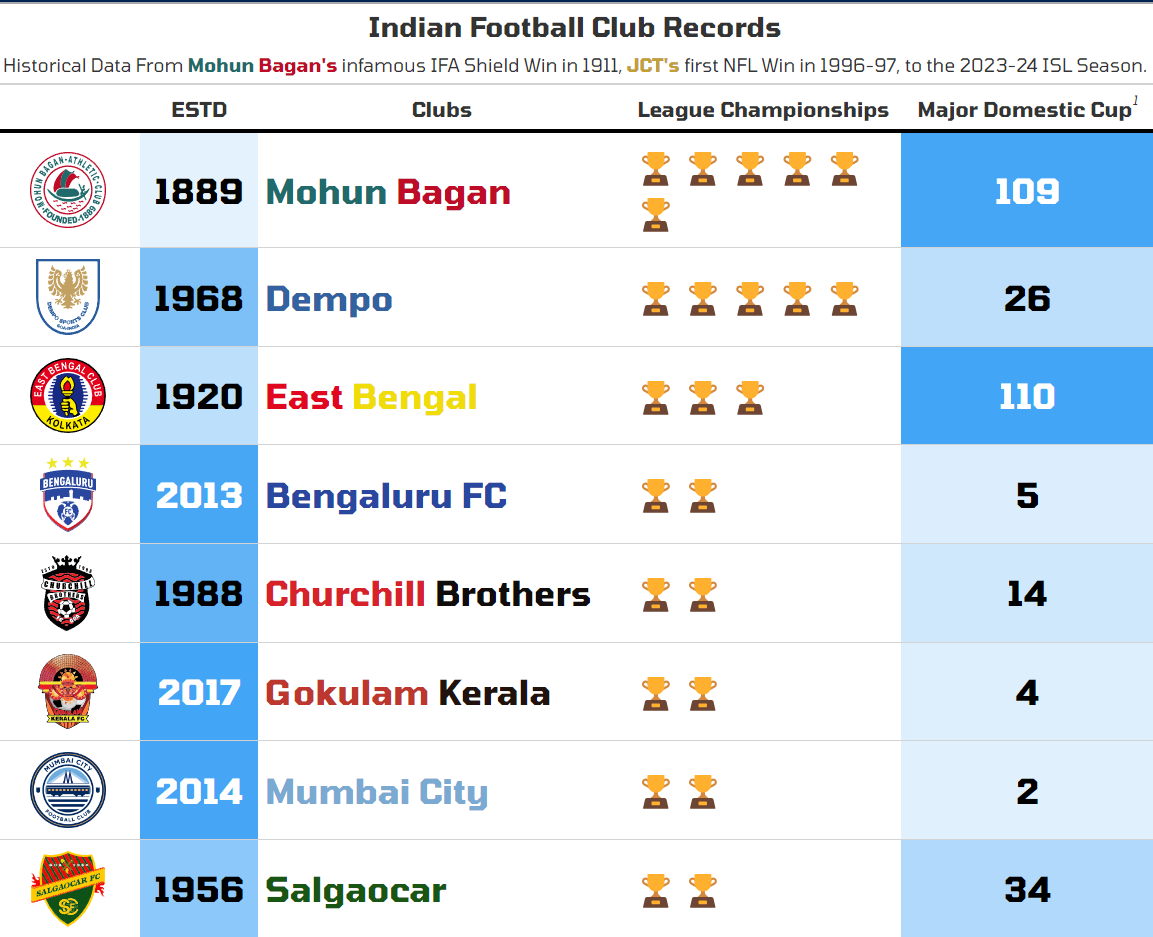 Indian Football Club Records
Historical Data From Mohun Bagan's infamous IFA Shield Win in 1911, JCT's first NFL Win in 1996-97, to the 2023-24 ISL Season.
ESTD Clubs League Championships Major Domestic Cup1
MOHUN BAGAN·ATHLETIC·CLUB
·FOUNDED·1889·
1889 Mohun Bagan 109
DEMPO SPORTS CLUB
GOA-INDIA
1968 Dempo 26
EAST BENGAL CLUB
KOLKATA
1920 East Bengal 110
BENGALURU
FC
2013 Bengaluru FC 5
CHURCHILL
BROTHERS
1988 Churchill Brothers 14
KERALA FC
2017 Gokulam Kerala 4
MUMBAI CITY
FOOTBALL CLUB
2014 Mumbai City 2
SALGAOCAR FC
1956 Salgaocar 34